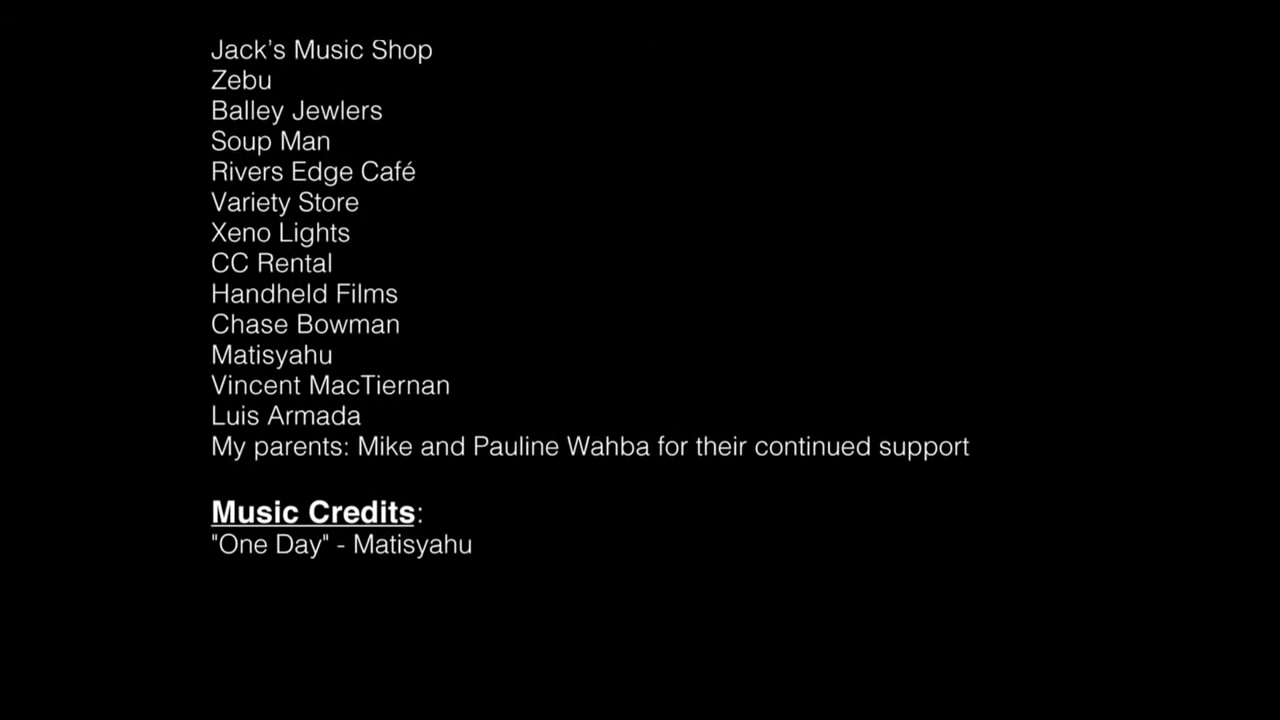 Jack’s Music Shop
Zebu
Balley Jewlers
Soup Man
Rivers Edge Café
Variety Store
Xeno Lights
CC Rental
Handheld Films
Chase Bowman
Matisyahu
Vincent MacTiernan
Luis Armada
My parents: Mike and Pauline Wahba for their continued support
Music Credits:
"One Day" - Matisyahu